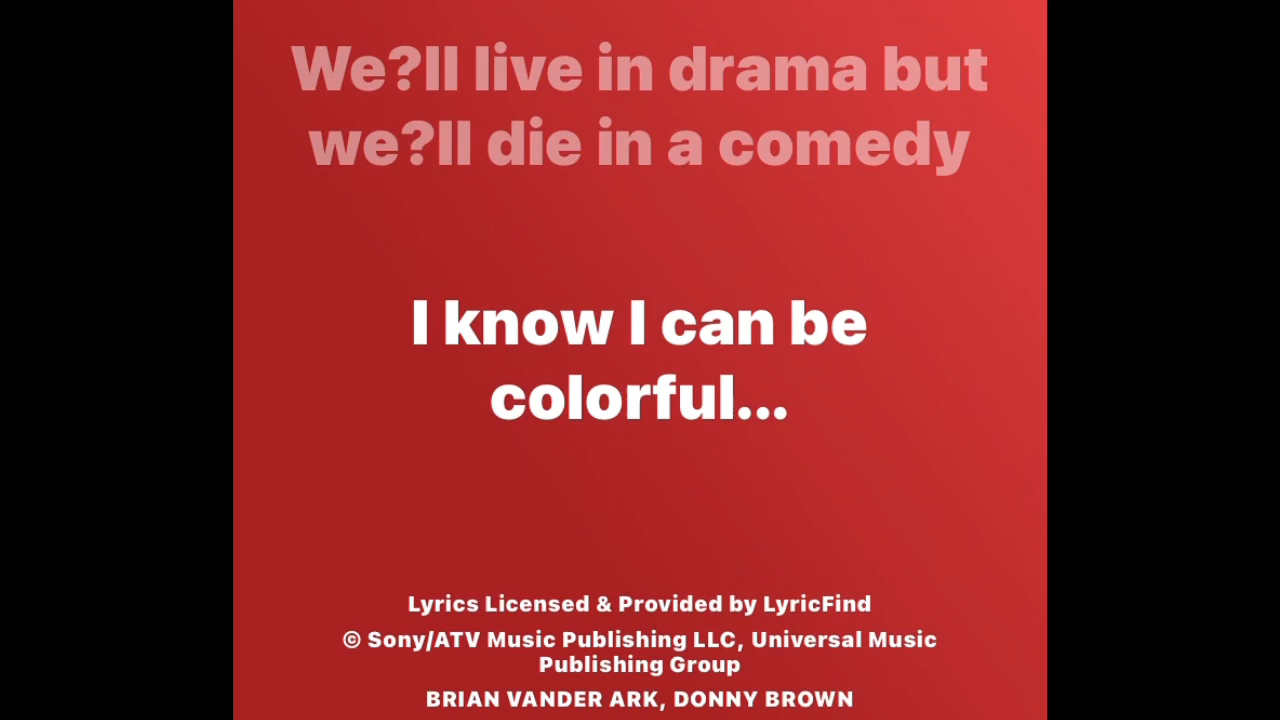 We?ll live in drama but
we?ll die in a comedy
I know I can be
colorful...
Lyrics Licensed & Provided by LyricFind
© Sony/ATV Music Publishing LLC, Universal Music
Publishing Group
BRIAN VANDER ARK, DONNY BROWN